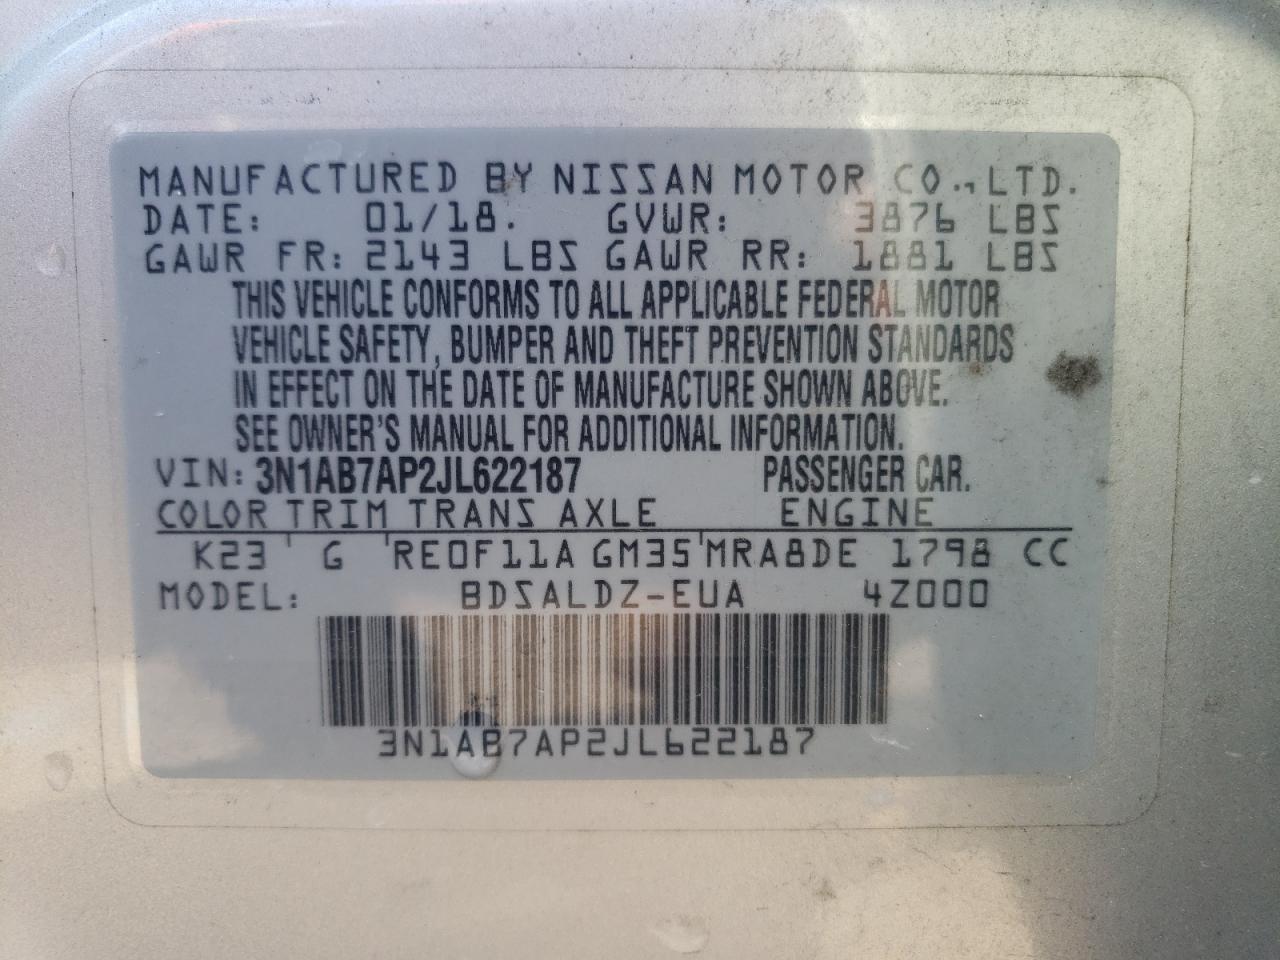 MANUFACTURED BY NISSAN MOTOR CO., LTD.
DATE: 01/18. GVWR: 3876 LBS
GAWR FR: 2143 LBS GAWR RR: 1881 LBS
THIS VEHICLE CONFORMS TO ALL APPLICABLE FEDERAL MOTOR
VEHICLE SAFETY, BUMPER AND THEFT PREVENTION STANDARDS
IN EFFECT ON THE DATE OF MANUFACTURE SHOWN ABOVE.
SEE OWNER'S MANUAL FOR ADDITIONAL INFORMATION.
VIN: 3N1AB7AP2JL622187 PASSENGER CAR.
COLOR TRIM TRANS AXLE ENGINE
K23 G RE0F11A GM35 MRA8DE 1798 CC
MODEL: BDSALDZ-EUA 4Z000
3N1AB7AP2JL622187